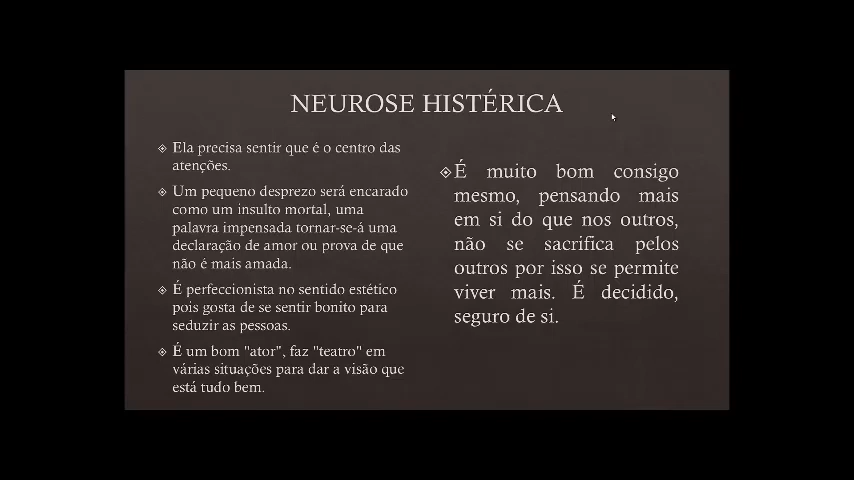 NEUROSE HISTÉRICA
Ela precisa sentir que é o centro das
atenções.
Um pequeno desprezo será encarado
como um insulto mortal, uma
palavra impensada tornar-se-á uma
declaração de amor ou prova de que
não é mais amada.
É perfeccionista no sentido estético
pois gosta de se sentir bonito para
seduzir as pessoas.
É um bom "ator", faz "teatro" em
várias situações para dar a visão que
está tudo bem.
É muito bom consigo
mesmo, pensando mais
em si do que nos outros,
não se sacrifica pelos
outros por isso se permite
viver mais. É decidido,
seguro de si.